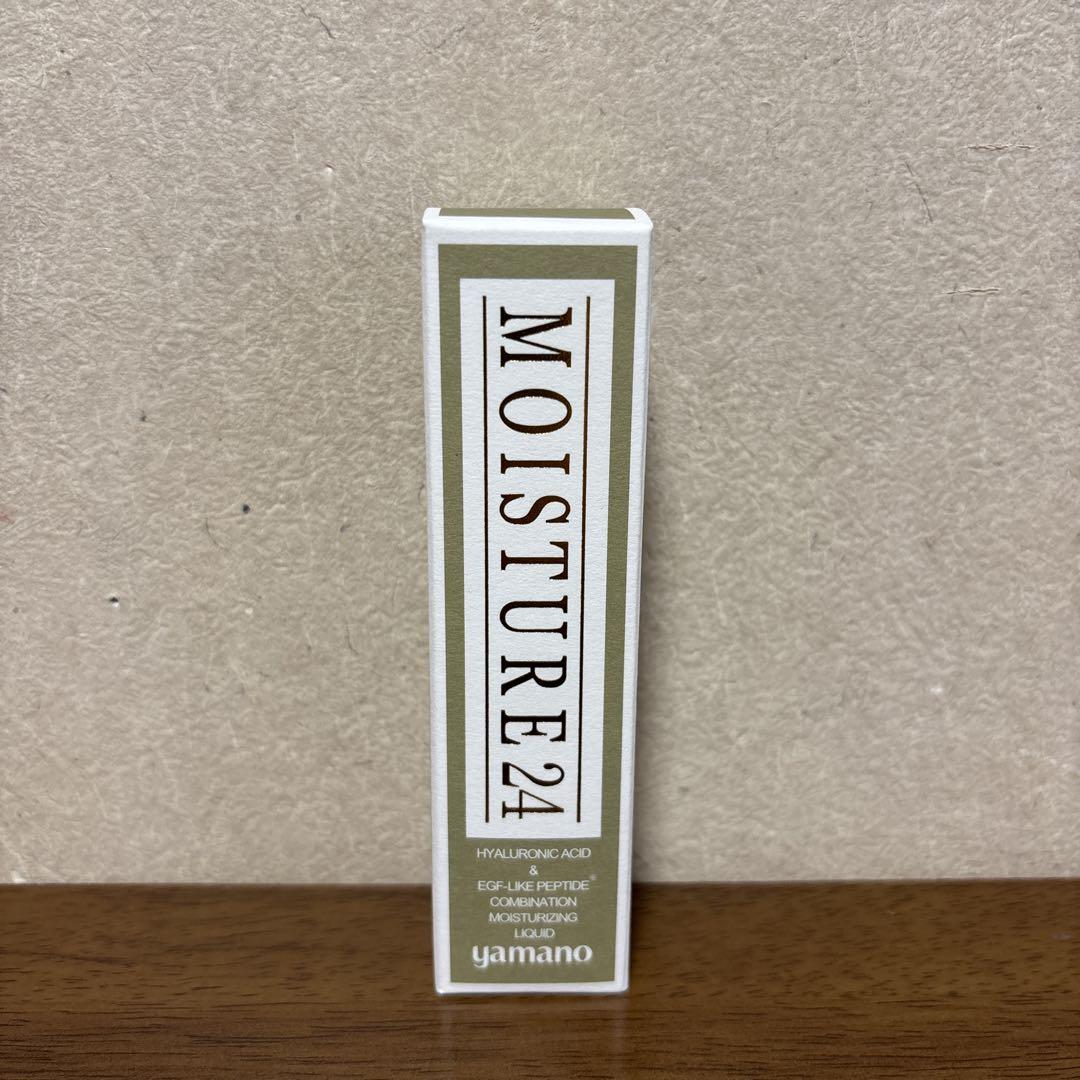 MOISTURE24
HYALURONIC ACID
&
EGF-LIKE PEPTIDE®
COMBINATION
MOISTURIZING
LIQUID
yamano